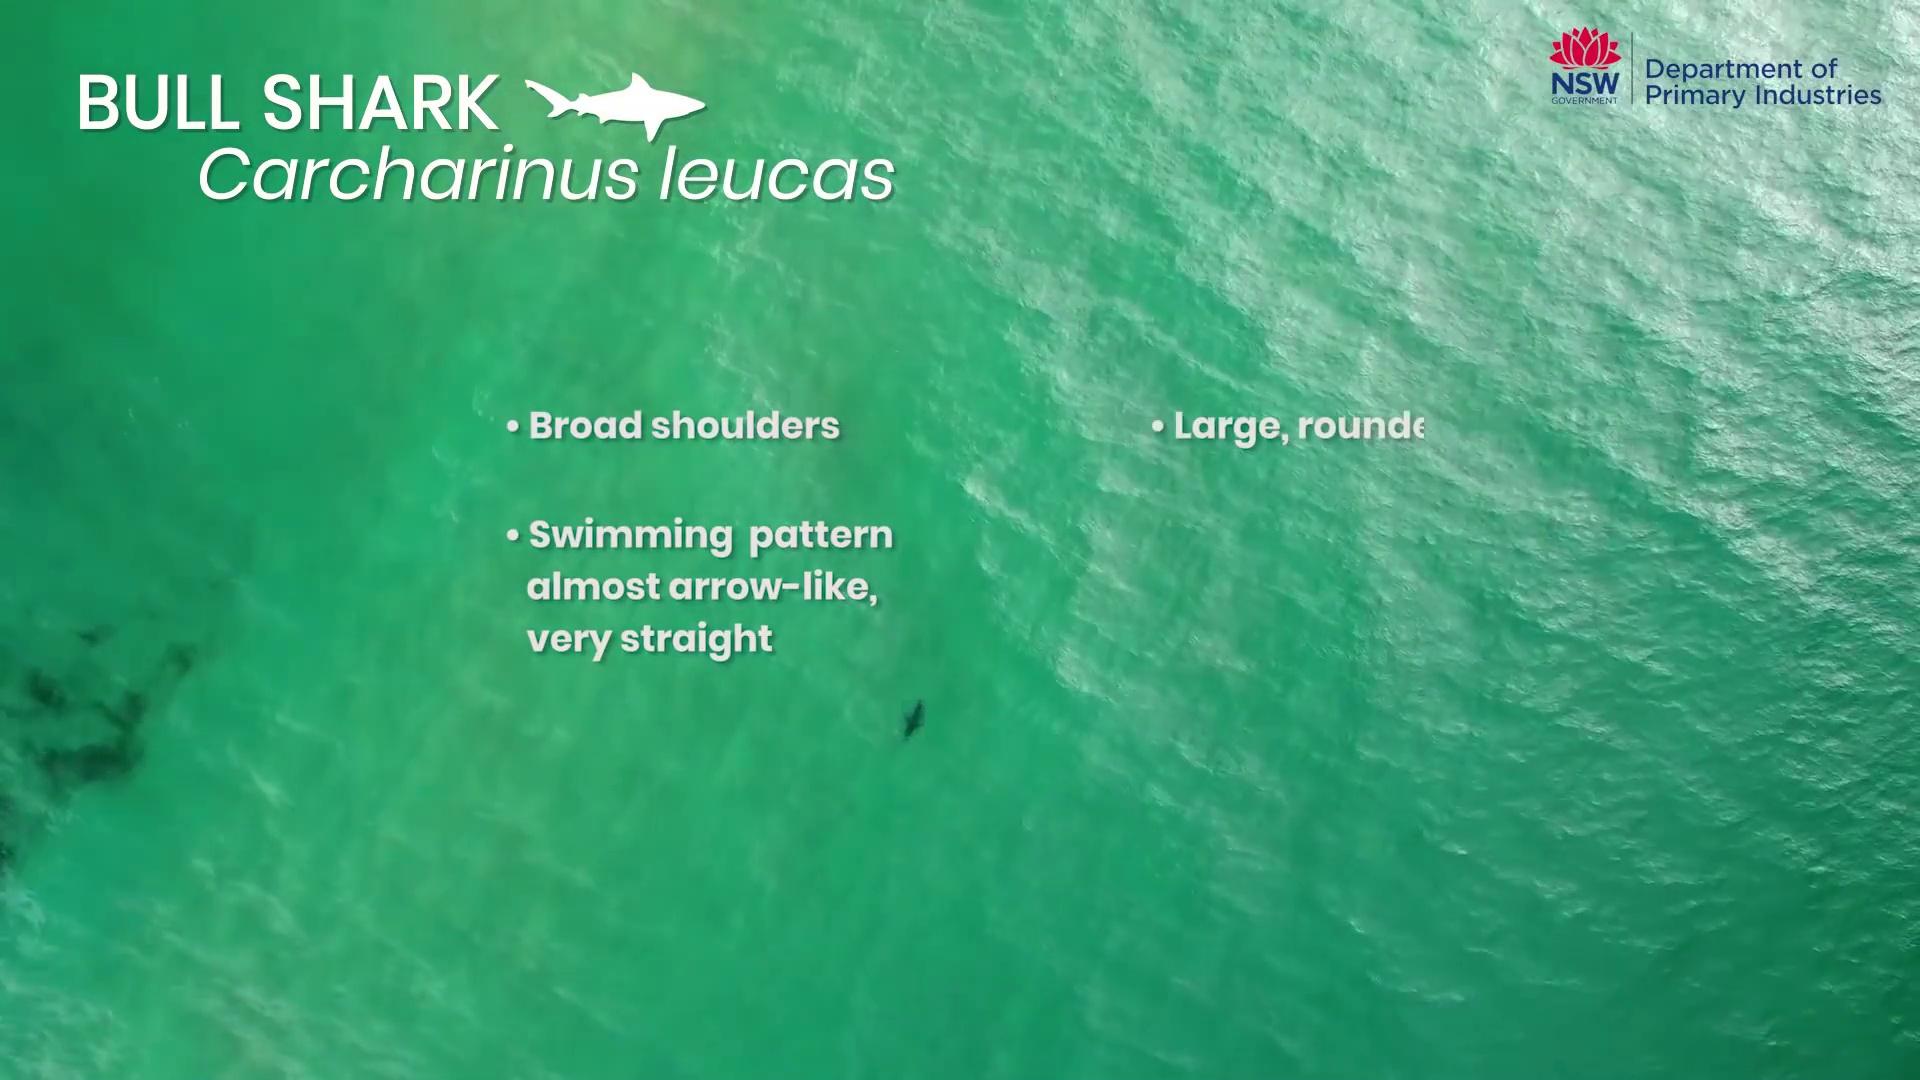 BULL SHARK
Carcharinus leucas
NSW
GOVERNMENT
Department of
Primary Industries
• Broad shoulders
• Swimming pattern
almost arrow-like,
very straight
• Large,